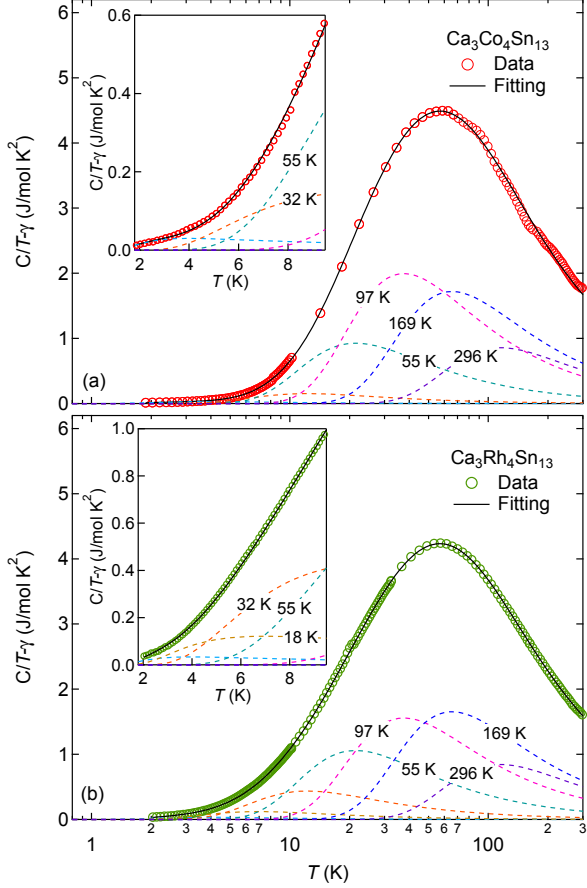 6
5
4
3
2
1
0
C/T-γ (J/mol K²)
0.6
0.4
0.2
0.0
C/T-γ (J/mol K²)
2
4
6
8
T (K)
55 K
32 K
Ca₃Co₄Sn₁₃
Data
Fitting
97 K
169 K
296 K
55 K
(a)
6
5
4
3
2
1
0
C/T-γ (J/mol K²)
1.0
0.8
0.6
0.4
0.2
0.0
C/T-γ (J/mol K²)
2
4
6
8
T (K)
32 K
55 K
18 K
Ca₃Rh₄Sn₁₃
Data
Fitting
97 K
169 K
55 K
296 K
(b)
2 3 4 5 6 7 2 3 4 5 6 7 2 3
1 10 100
T (K)